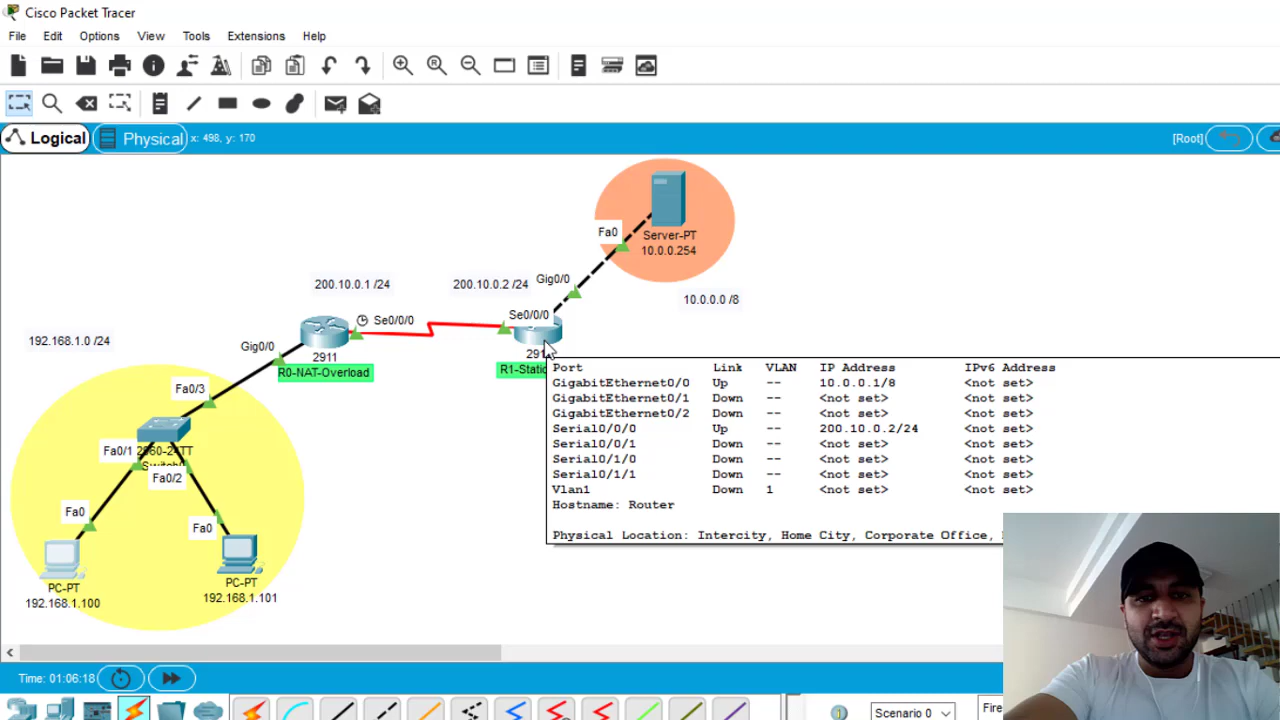 Cisco Packet Tracer
File Edit Options View Tools Extensions Help
Logical Physical x: 498, y: 170 [Root]
Fa0
Server-PT
10.0.0.254
200.10.0.1 /24
200.10.0.2 /24
Gig0/0
10.0.0.0 /8
Se0/0/0
Se0/0/0
192.168.1.0 /24
Gig0/0
2911
R0-NAT-Overload
291
R1-Static
Port Link VLAN IP Address IPv6 Address
GigabitEthernet0/0 Up -- 10.0.0.1/8 <not set>
GigabitEthernet0/1 Down -- <not set> <not set>
GigabitEthernet0/2 Down -- <not set> <not set>
Serial0/0/0 Up -- 200.10.0.2/24 <not set>
Serial0/0/1 Down -- <not set> <not set>
Serial0/1/0 Down -- <not set> <not set>
Serial0/1/1 Down -- <not set> <not set>
Vlan1 Down 1 <not set> <not set>
Hostname: Router
Physical Location: Intercity, Home City, Corporate Office,
Fa0/3
Fa0/1
2960-24TT
Switch0
Fa0/2
Fa0
Fa0
PC-PT
192.168.1.100
PC-PT
192.168.1.101
Time: 01:06:18
Scenario 0
Fire